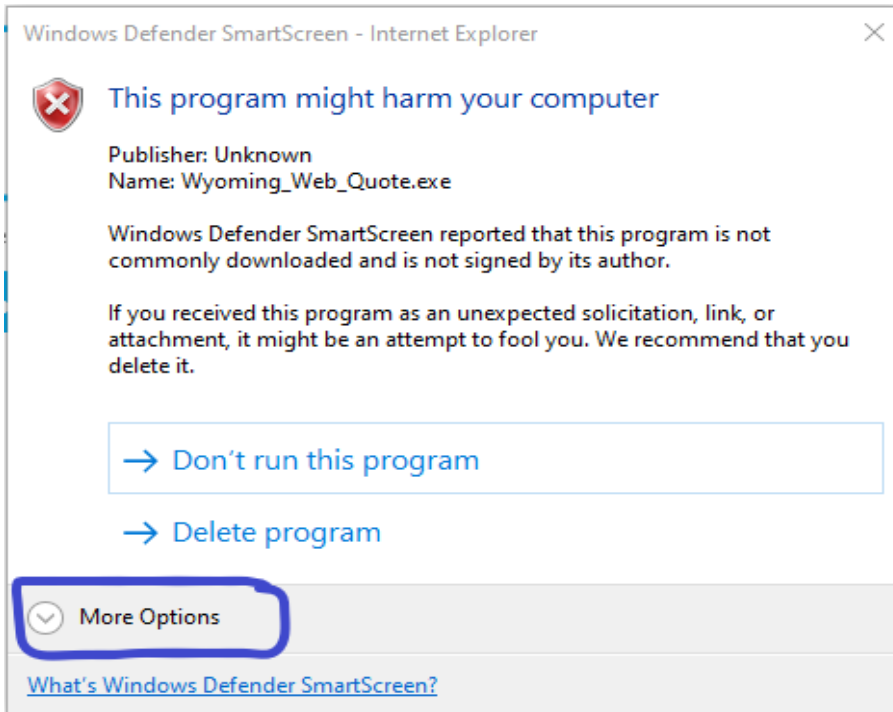 Windows Defender SmartScreen - Internet Explorer
This program might harm your computer
Publisher: Unknown
Name: Wyoming_Web_Quote.exe
Windows Defender SmartScreen reported that this program is not
commonly downloaded and is not signed by its author.
If you received this program as an unexpected solicitation, link, or
attachment, it might be an attempt to fool you. We recommend that you
delete it.
Don't run this program
Delete program
More Options
What's Windows Defender SmartScreen?